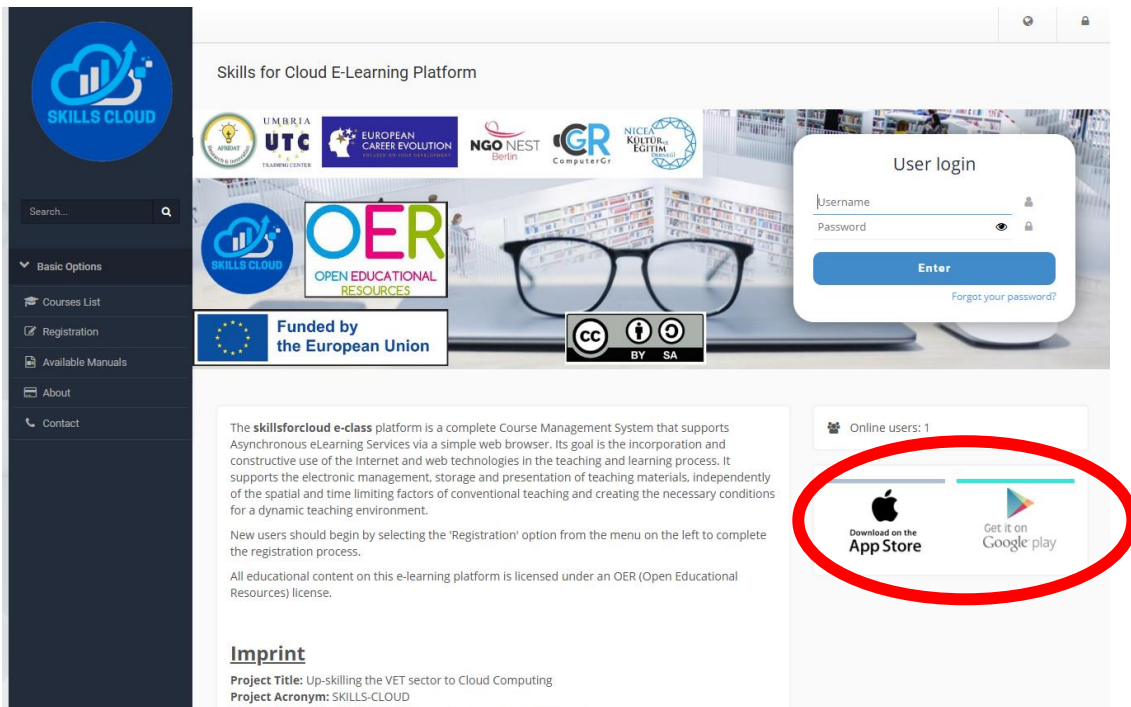 SKILLS CLOUD
Search...
Basic Options
Courses List
Registration
Available Manuals
About
Contact
Skills for Cloud E-Learning Platform
AFRIDAT
UMBRIA
UTC
TRAINING CENTER
EUROPEAN
CAREER EVOLUTION
FOCUSED ON YOUR DEVELOPMENT
NGO NEST
Berlin
CGR
ComputerGr
NICEA
KÜLTÜR VE
EĞİTİM
DERNEĞİ
SKILLS CLOUD
OER
OPEN EDUCATIONAL
RESOURCES
Funded by
the European Union
cc
BY SA
User login
Username
Password
Enter
Forgot your password?
The skillsforcloud e-class platform is a complete Course Management System that supports
Asynchronous eLearning Services via a simple web browser. Its goal is the incorporation and
constructive use of the Internet and web technologies in the teaching and learning process. It
supports the electronic management, storage and presentation of teaching materials, independently
of the spatial and time limiting factors of conventional teaching and creating the necessary conditions
for a dynamic teaching environment.
New users should begin by selecting the 'Registration' option from the menu on the left to complete
the registration process.
All educational content on this e-learning platform is licensed under an OER (Open Educational
Resources) license.
Imprint
Project Title: Up-skilling the VET sector to Cloud Computing
Project Acronym: SKILLS-CLOUD
Online users: 1
Download on the
App Store
Get it on
Google play